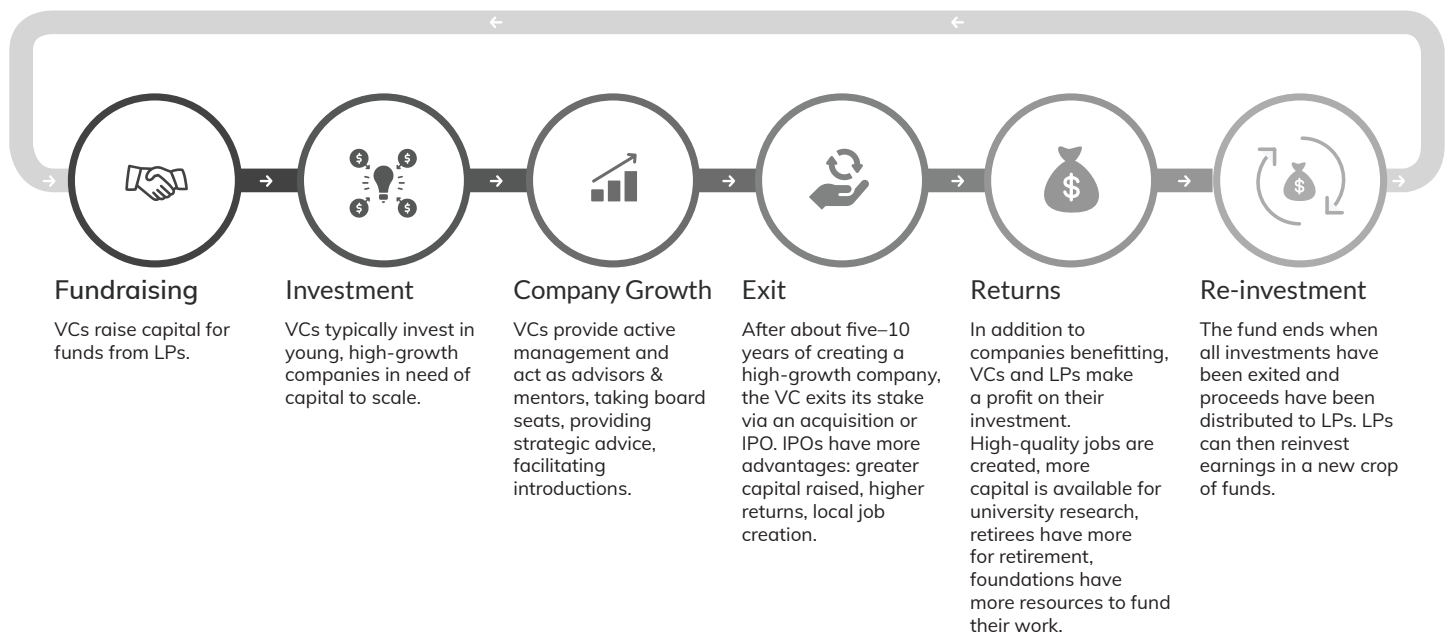 Fundraising
VCs raise capital for
funds from LPs.
Investment
VCs typically invest in
young, high-growth
companies in need of
capital to scale.
Company Growth
VCs provide active
management and
act as advisors &
mentors, taking board
seats, providing
strategic advice,
facilitating
introductions.
Exit
After about five–10
years of creating a
high-growth company,
the VC exits its stake
via an acquisition or
IPO. IPOs have more
advantages: greater
capital raised, higher
returns, local job
creation.
Returns
In addition to
companies benefitting,
VCs and LPs make
a profit on their
investment.
High-quality jobs are
created, more
capital is available for
university research,
retirees have more
for retirement,
foundations have
more resources to fund
their work.
Re-investment
The fund ends when
all investments have
been exited and
proceeds have been
distributed to LPs. LPs
can then reinvest
earnings in a new crop
of funds.